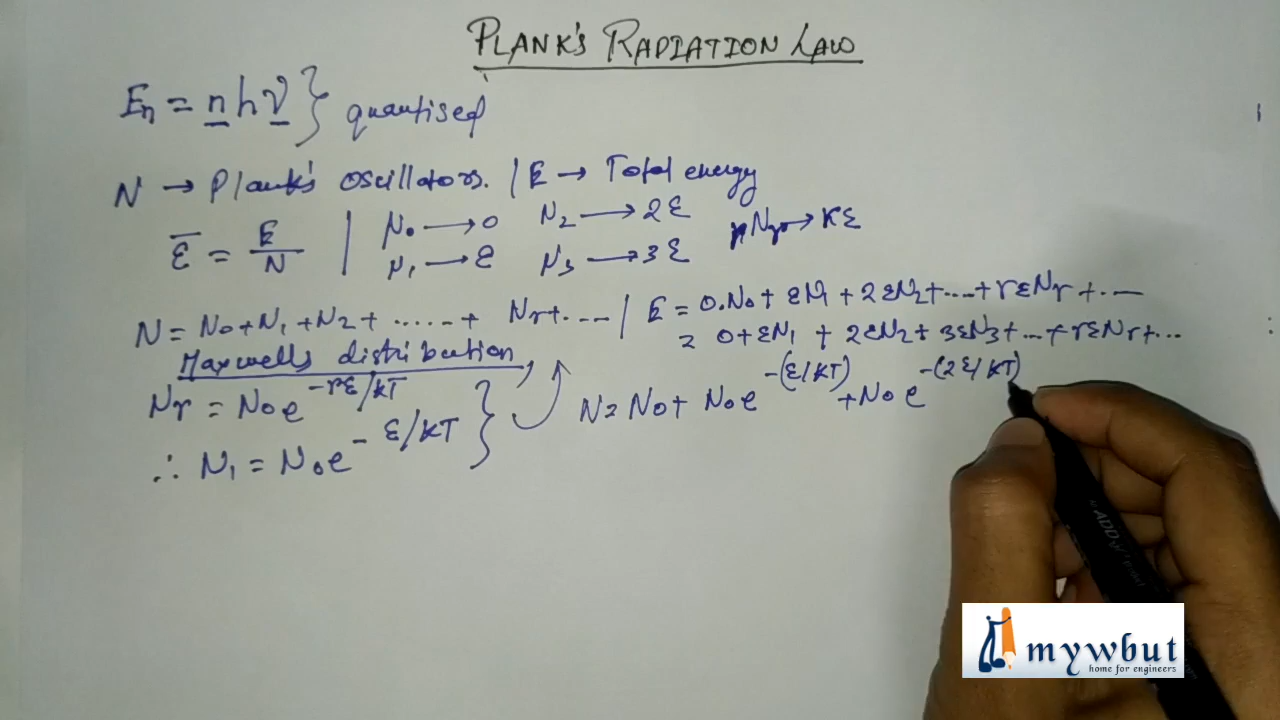 PLANK'S RADIATION LAW
En = nhν } quantised
N → Plank's oscillators. | E → Total energy
ε̄ = E/N | N0 → 0 N2 → 2ε Nr → rε
N1 → ε N3 → 3ε
N = N0 + N1 + N2 + ...... + Nr + .... | E = 0.N0 + εN1 + 2εN2 + .... + rεNr + ....
= 0 + εN1 + 2εN2 + 3εN3 + ... + rεNr + ...
Maxwells distribution
Nr = N0e^-rε/kT
∴ N1 = N0e^-ε/kT }
N = N0 + N0e^-(ε/kT) + N0e^-(2ε/kT)
ADD
mywbut
home for engineers